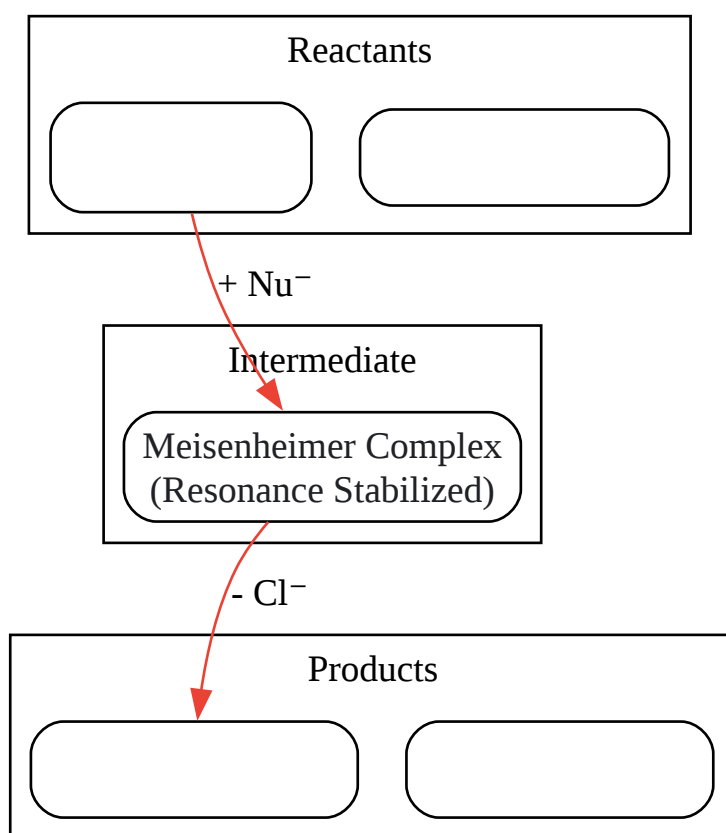 Reactants
+ Nu⁻
Intermediate
Meisenheimer Complex
(Resonance Stabilized)
- Cl⁻
Products